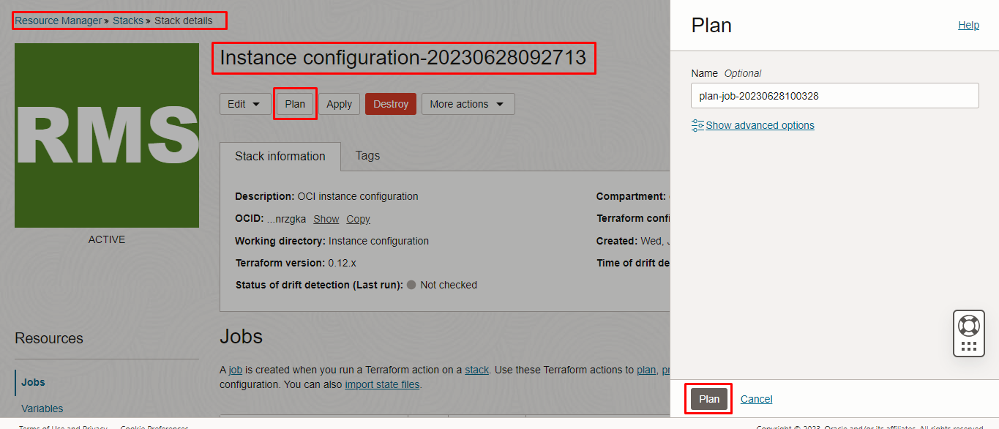 Resource Manager » Stacks » Stack details
RMS
ACTIVE
Instance configuration-20230628092713
Edit Plan Apply Destroy More actions
Stack information Tags
Description: OCI instance configuration
OCID: ...nrzgka Show Copy
Working directory: Instance configuration
Terraform version: 0.12.x
Status of drift detection (Last run): Not checked
Compartment:
Terraform confi
Created: Wed,
Time of drift de
Resources
Jobs
Variables
Jobs
A job is created when you run a Terraform action on a stack. Use these Terraform actions to plan, pr
configuration. You can also import state files.
Plan
Help
Name Optional
plan-job-20230628100328
Show advanced options
Plan Cancel
Terms of Use and Privacy Cookie Preferences
Copyright © 2023, Oracle and/or its affiliates. All rights reserved.